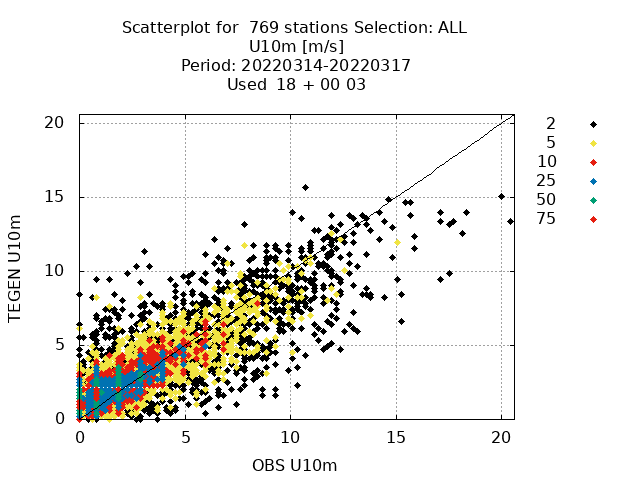 Scatterplot for  769 stations Selection: ALL
U10m [m/s]
Period: 20220314-20220317
Used  18 + 00 03
20
15
10
5
0
0
5
10
15
20
TEGEN U10m
OBS U10m
2
5
10
25
50
75